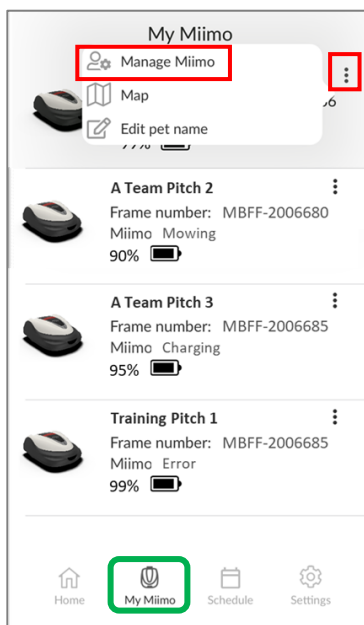 My Miimo
Manage Miimo
Map
Edit pet name
A Team Pitch 2
Frame number: MBFF-2006680
Miimo Mowing
90%
A Team Pitch 3
Frame number: MBFF-2006685
Miimo Charging
95%
Training Pitch 1
Frame number: MBFF-2006685
Miimo Error
99%
Home
My Miimo
Schedule
Settings